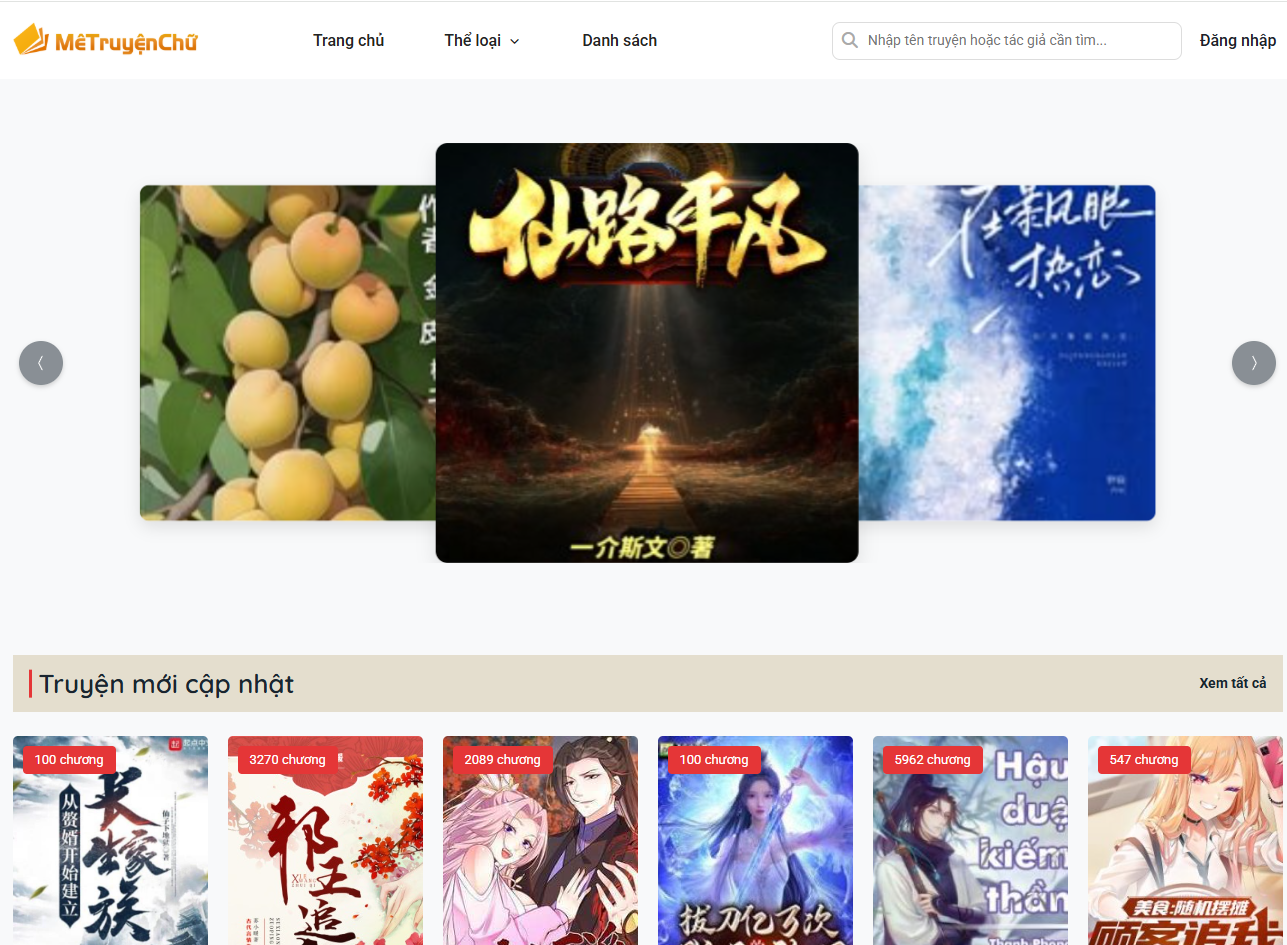 MêTruyệnChữ
Trang chủ
Thể loại
Danh sách
Nhập tên truyện hoặc tác giả cần tìm...
Đăng nhập
仙路平凡
一介斯文◎著
在暴风眼
热恋
Truyện mới cập nhật
Xem tất cả
100 chương
长生家族
从赘婿开始建立
3270 chương
祁王追
2089 chương
100 chương
拔刀亿万次
5962 chương
Hậu
duệ
kiếm
thần
Thanh Phong
547 chương
美食:随机摆摊
顾客追我